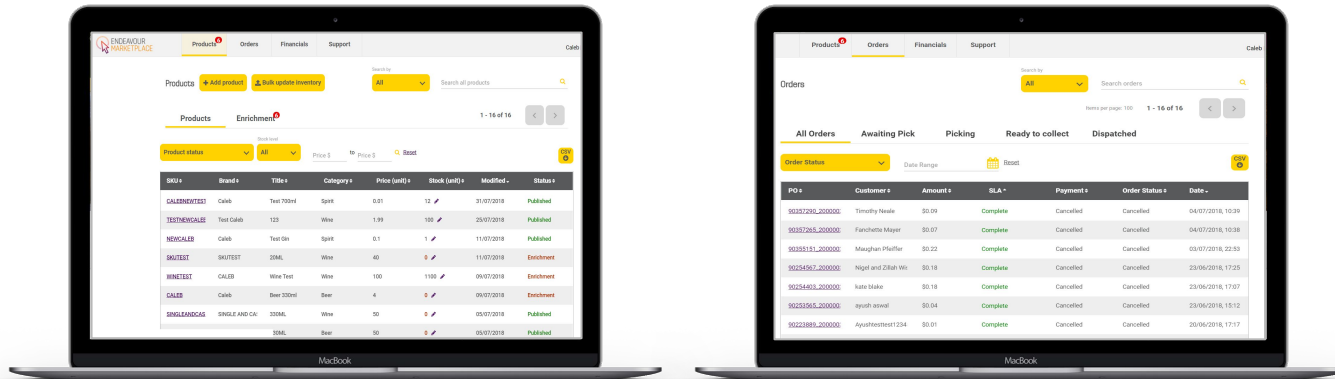 ENDEAVOUR
MARKETPLACE
Products 6 Orders Financials Support
Caleb
Search by
Products + Add product Bulk update inventory All Search all products
Products Enrichment 6 1 - 16 of 16 < >
Stock level
Product status All Price $ to Price $ Reset CSV
SKU Brand Title Category Price (unit) Stock (unit) Modified Status
CALEBNEWTEST Caleb Test 700ml Spirit 0.01 12 31/07/2018 Published
TESTNEWCALEB Test Caleb 123 Wine 1.99 100 25/07/2018 Published
NEWCALEB Caleb Test Gin Spirit 0.1 1 11/07/2018 Published
SKUTEST SKUTEST 20ML Wine 40 0 11/07/2018 Enrichment
WINETEST CALEB Wine Test Wine 100 1100 09/07/2018 Enrichment
CALEB Caleb Beer 330ml Beer 4 0 09/07/2018 Enrichment
SINGLEANDCAS SINGLE AND CA: 330ML Wine 50 0 05/07/2018 Published
30ML Beer 50 0 05/07/2018 Published
MacBook
Products 6 Orders Financials Support
Caleb
Search by
Orders All Search orders
Items per page: 100 1 - 16 of 16 < >
All Orders Awaiting Pick Picking Ready to collect Dispatched
Order Status Date Range Reset CSV
PO Customer Amount SLA Payment Order Status Date
90357290_200000: Timothy Neale $0.09 Complete Cancelled Cancelled 04/07/2018, 10:39
90357265_200000: Fanchette Mayer $0.07 Complete Cancelled Cancelled 04/07/2018, 10:38
90355151_200000: Maughan Pfeiffer $0.22 Complete Cancelled Cancelled 03/07/2018, 22:53
90254567_200000: Nigel and Zillah Wi $0.18 Complete Cancelled Cancelled 23/06/2018, 17:25
90254403_200000: kate blake $0.18 Complete Cancelled Cancelled 23/06/2018, 17:07
90253565_200000: ayush aswal $0.04 Complete Cancelled Cancelled 23/06/2018, 15:12
90223889_200000: Ayushtesttest1234 $0.01 Complete Cancelled Cancelled 20/06/2018, 17:17
MacBook